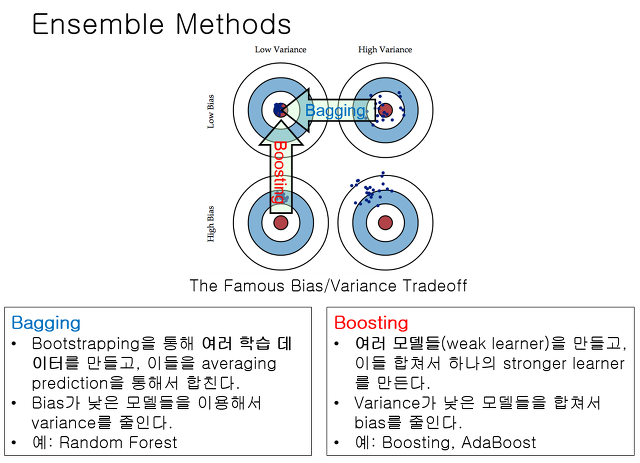 Ensemble Methods
Low Variance
High Variance
Low Bias
Bagging
Boosting
High Bias
The Famous Bias/Variance Tradeoff
Bagging
• Bootstrapping을 통해 여러 학습 데
이터를 만들고, 이들을 averaging
prediction을 통해서 합친다.
• Bias가 낮은 모델들을 이용해서
variance를 줄인다.
• 예: Random Forest
Boosting
• 여러 모델들(weak learner)을 만들고,
이들 합쳐서 하나의 stronger learner
를 만든다.
• Variance가 낮은 모델들을 합쳐서
bias를 줄인다.
• 예: Boosting, AdaBoost